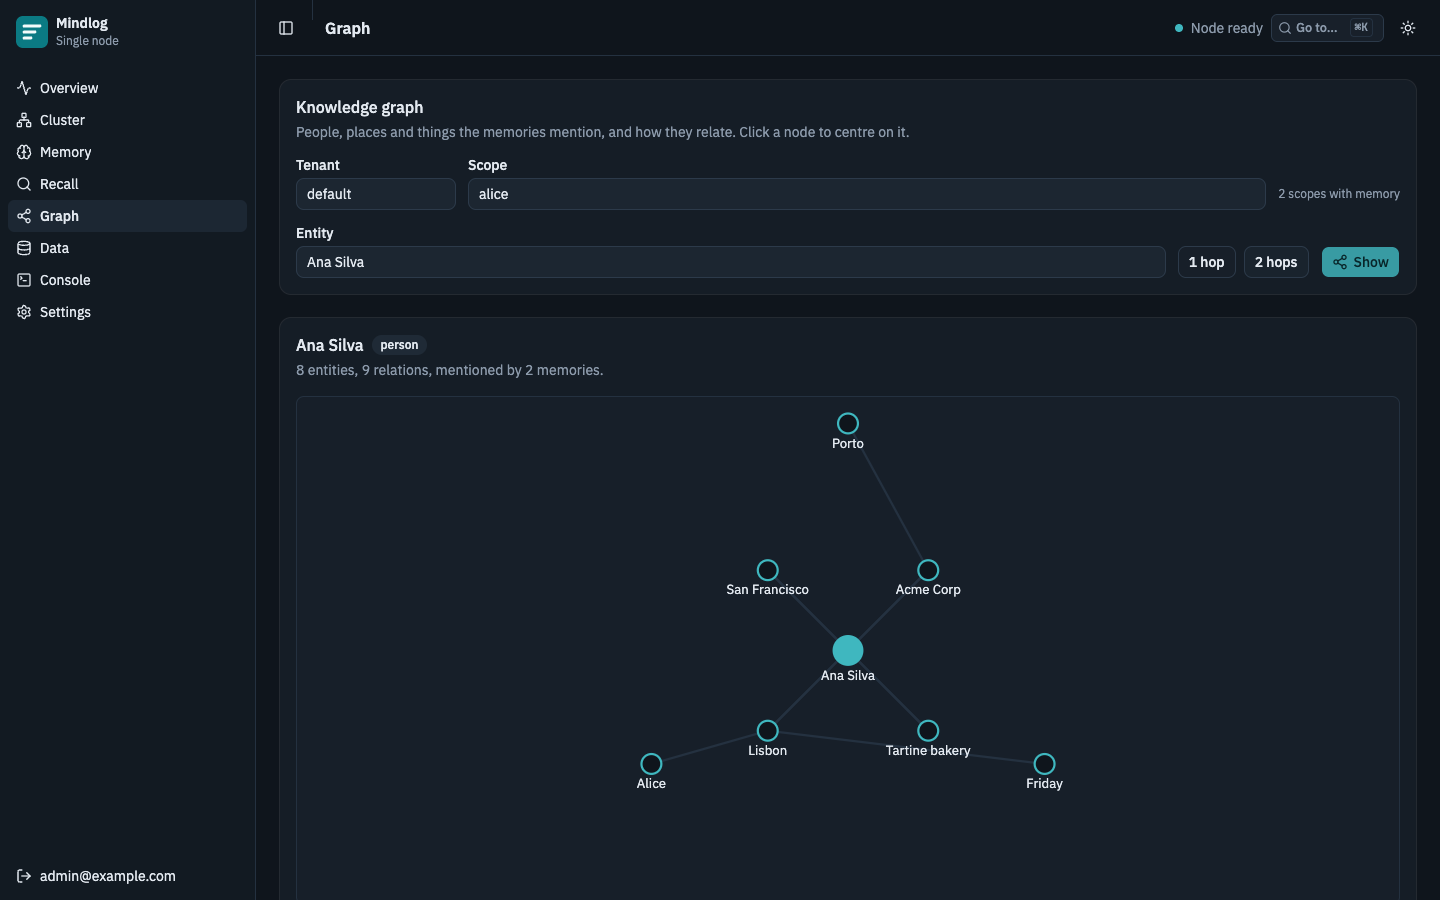 Mindlog
Single node
Overview
Cluster
Memory
Recall
Graph
Data
Console
Settings
admin@example.com
Graph
Node ready
Go to... ⌘K
Knowledge graph
People, places and things the memories mention, and how they relate. Click a node to centre on it.
Tenant
default
Scope
alice
2 scopes with memory
Entity
Ana Silva
1 hop
2 hops
Show
Ana Silva person
8 entities, 9 relations, mentioned by 2 memories.
Porto
San Francisco
Acme Corp
Ana Silva
Lisbon
Tartine bakery
Alice
Friday